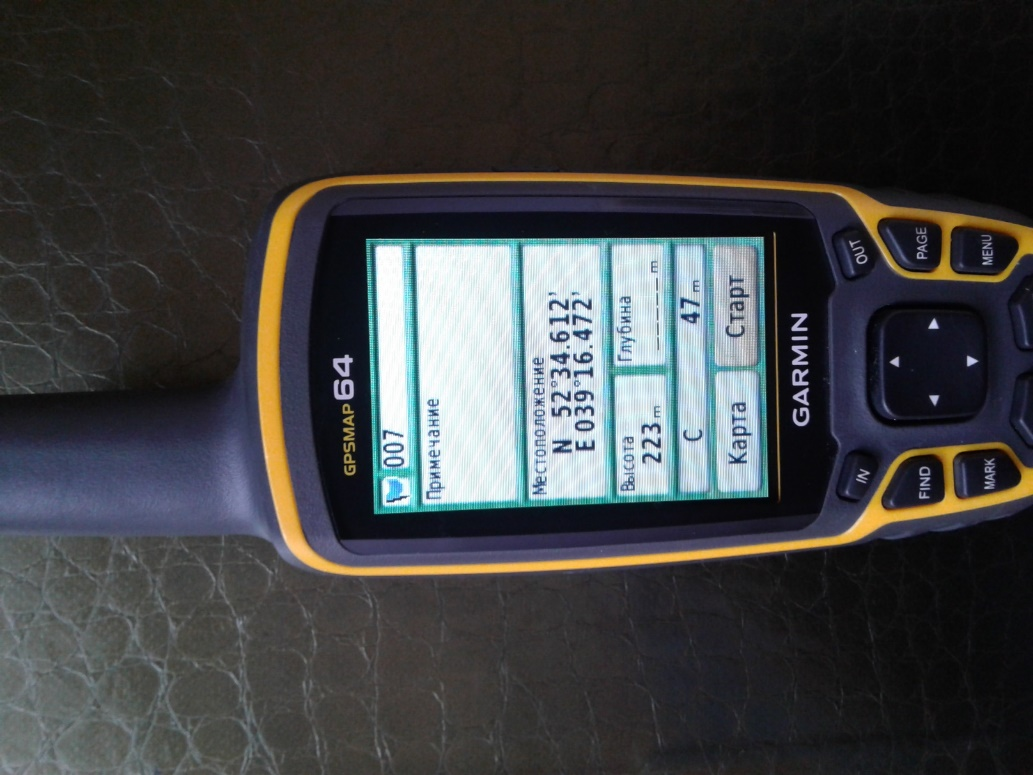 GPSMAP 64
007
Примечание
Местоположение
N 52°34.612'
E 039°16.472'
Высота
223 m
Глубина
------ m
С 47 m
Карта Старт
GARMIN
IN OUT
FIND PAGE
MARK MENU